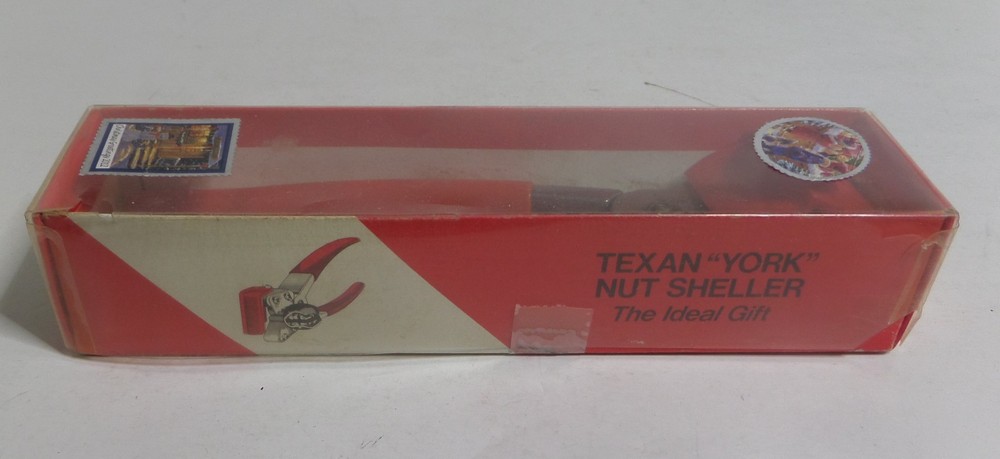 TEXAN "YORK"
NUT SHELLER
The Ideal Gift